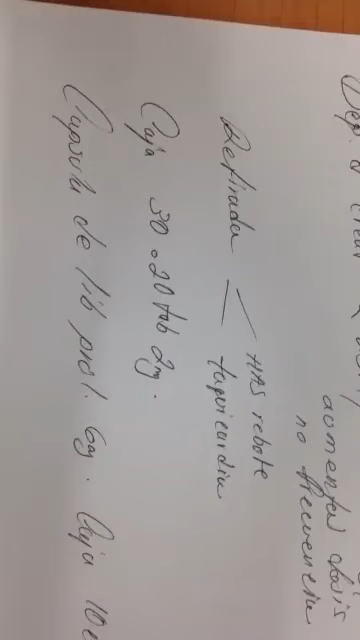 aumentar dosis
no frecuencia
Retirada < HAS rebote
taquicardia
Caja 30 o 20 tab 2mg.
Capsula de lib prol. 6mg. Caja 10